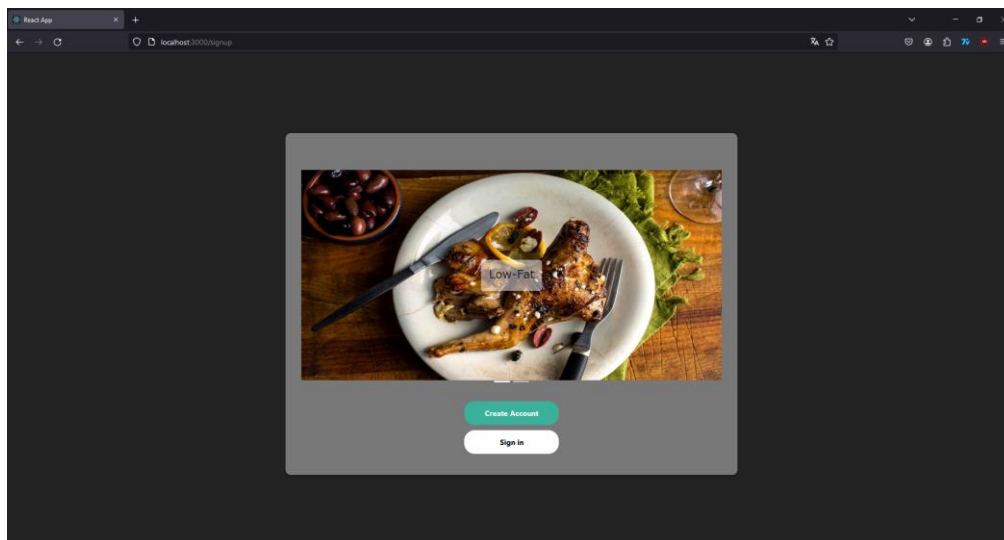 React App
localhost:3000/signup
Low-Fat
Create Account
Sign in